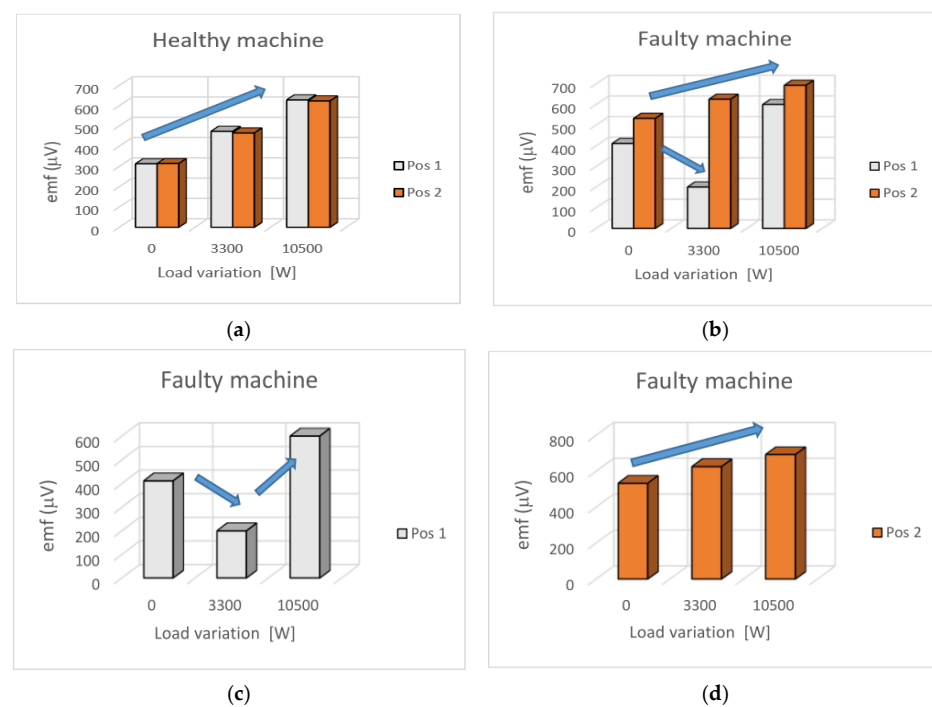 Healthy machine
700
600
500
400
300
200
100
0
emf (µV)
0 3300 10500
Load variation [W]
Pos 1
Pos 2
(a)
Faulty machine
700
600
500
400
300
200
100
0
emf (µV)
0 3300 10500
Load variation [W]
Pos 1
Pos 2
(b)
Faulty machine
600
500
400
300
200
100
0
emf (µV)
0 3300 10500
Load variation [W]
Pos 1
(c)
Faulty machine
800
600
400
200
0
emf (µV)
0 3300 10500
Load variation [W]
Pos 2
(d)